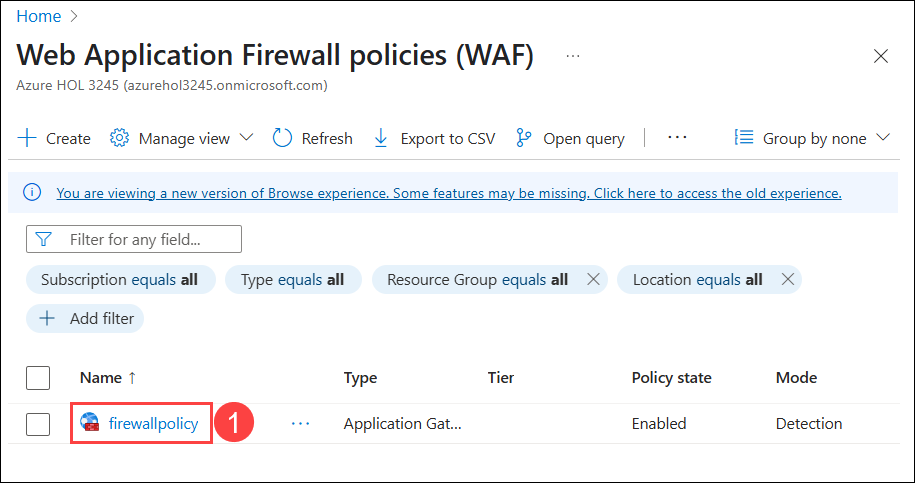 Home >
Web Application Firewall policies (WAF) ...
Azure HOL 3245 (azurehol3245.onmicrosoft.com)
+ Create Manage view Refresh Export to CSV Open query | ... Group by none
You are viewing a new version of Browse experience. Some features may be missing. Click here to access the old experience.
Filter for any field...
Subscription equals all Type equals all Resource Group equals all Location equals all
+ Add filter
Name ↑ Type Tier Policy state Mode
firewallpolicy 1 ... Application Gat... Enabled Detection